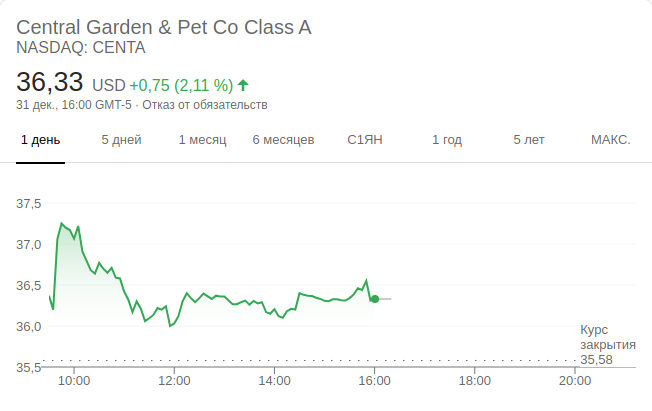 Central Garden & Pet Co Class A
NASDAQ: CENTA
36,33 USD +0,75 (2,11 %)
31 дек., 16:00 GMT-5 · Отказ от обязательств
1 день 5 дней 1 месяц 6 месяцев С1ЯН 1 год 5 лет МАКС.
37,5
37,0
36,5
36,0
Курс
закрытия
35,58
35,5
10:00 12:00 14:00 16:00 18:00 20:00